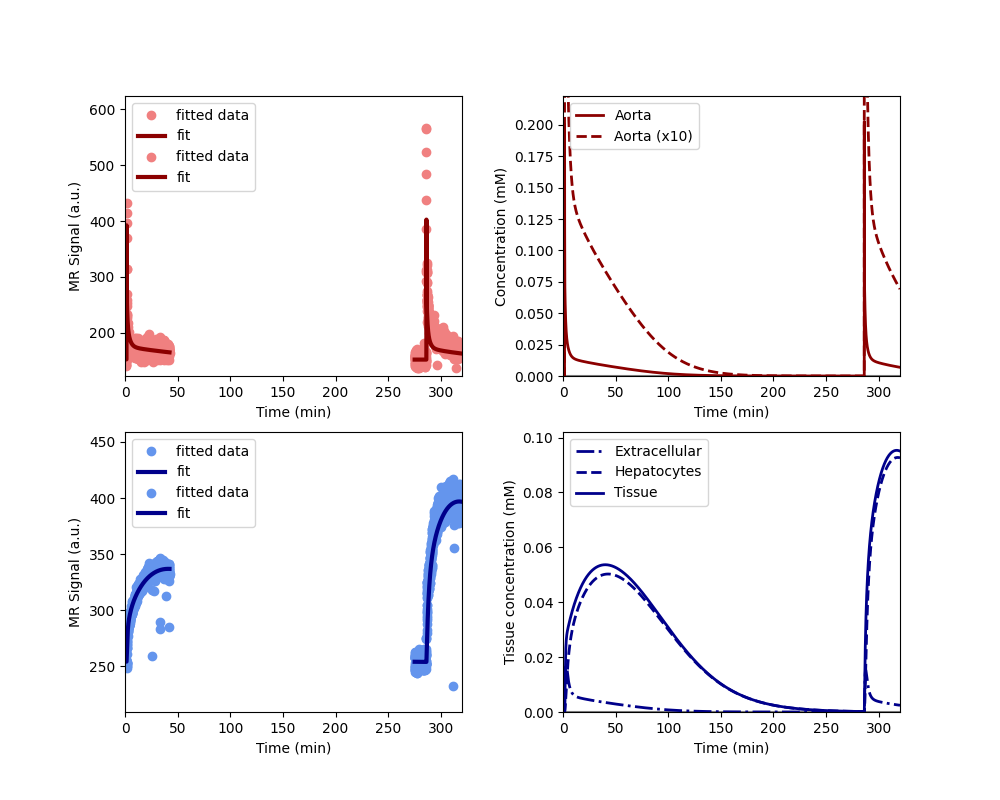 600
500
400
300
200
MR Signal (a.u.)
fitted data
fit
fitted data
fit
0 50 100 150 200 250 300
Time (min)
0.200
0.175
0.150
0.125
0.100
0.075
0.050
0.025
0.000
Concentration (mM)
Aorta
Aorta (x10)
0 50 100 150 200 250 300
Time (min)
450
400
350
300
250
MR Signal (a.u.)
fitted data
fit
fitted data
fit
0 50 100 150 200 250 300
Time (min)
0.10
0.08
0.06
0.04
0.02
0.00
Tissue concentration (mM)
Extracellular
Hepatocytes
Tissue
0 50 100 150 200 250 300
Time (min)